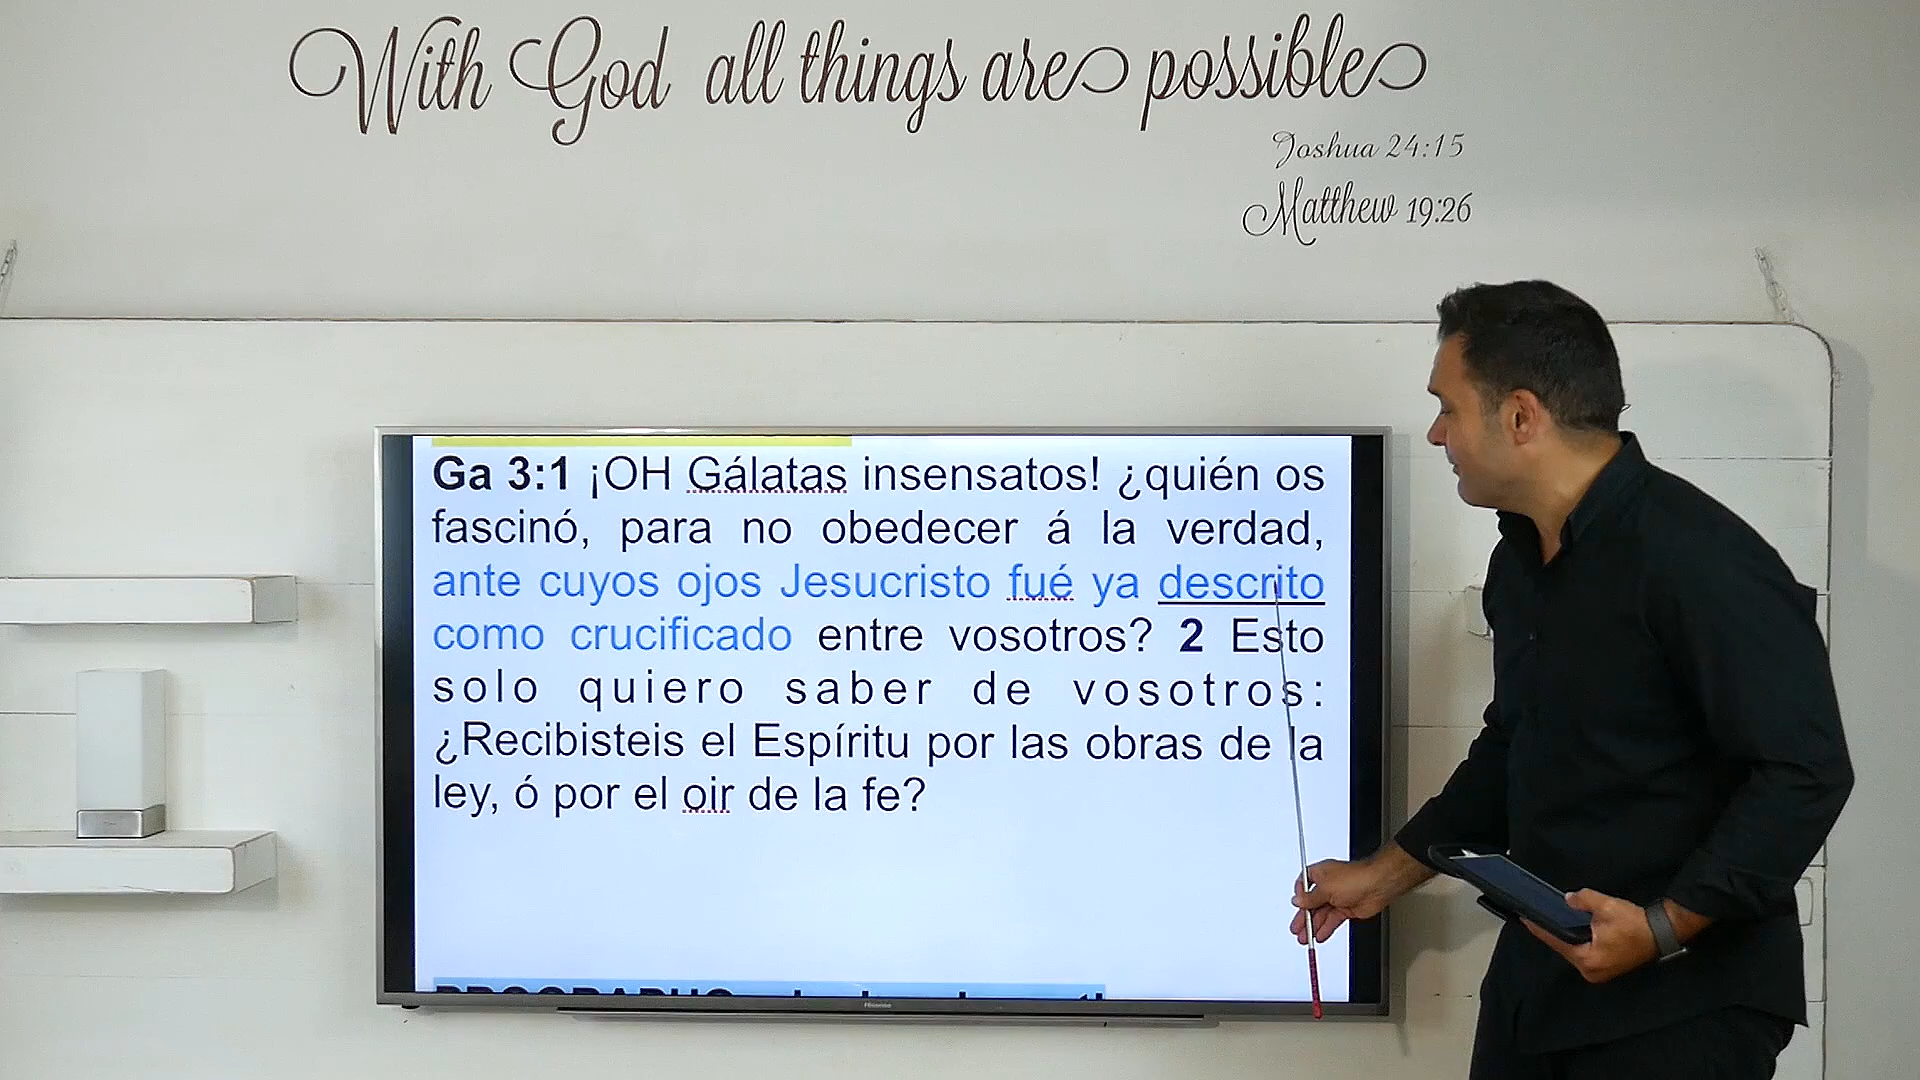 With God all things are possible
Joshua 24:15
Matthew 19:26
Ga 3:1 ¡OH Gálatas insensatos! ¿quién os
fascinó, para no obedecer á la verdad,
ante cuyos ojos Jesucristo fué ya descrito
como crucificado entre vosotros? 2 Esto
solo quiero saber de vosotros:
¿Recibisteis el Espíritu por las obras de la
ley, ó por el oir de la fe?
Hisense